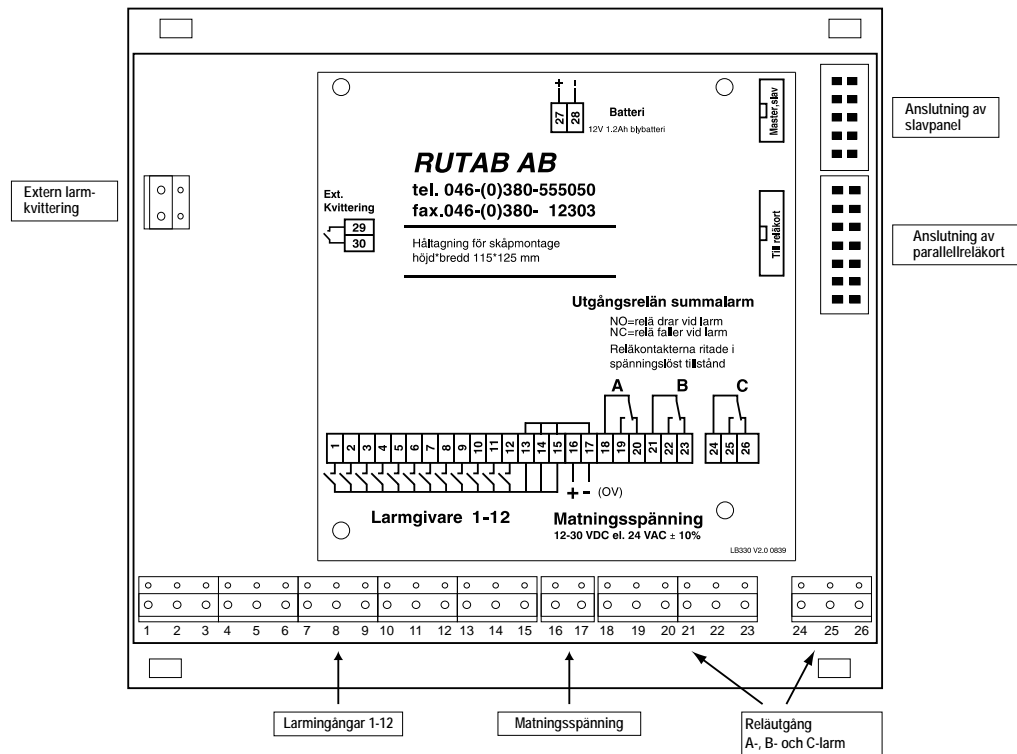 + -
27 28
Batteri
12V 1.2Ah blybatteri
Master.slav
Anslutning av
slavpanel
RUTAB AB
tel. 046-(0)380-555050
fax.046-(0)380- 12303
Extern larm-
kvittering
Ext.
Kvittering
29
30
Håltagning för skåpmontage
höjd*bredd 115*125 mm
Till reläkort
Anslutning av
parallellreläkort
Utgångsrelän summalarm
NO=relä drar vid larm
NC=relä faller vid larm
Reläkontakterna ritade i
spänningslöst tillstånd
A B C
1 2 3 4 5 6 7 8 9 10 11 12 13 14 15 16 17 18 19 20 21 22 23 24 25 26
+ - (OV)
Larmgivare 1-12
Matningsspänning
12-30 VDC el. 24 VAC ± 10%
LB330 V2.0 0839
1 2 3 4 5 6 7 8 9 10 11 12 13 14 15 16 17 18 19 20 21 22 23 24 25 26
Larmingångar 1-12
Matningsspänning
Reläutgång
A-, B- och C-larm